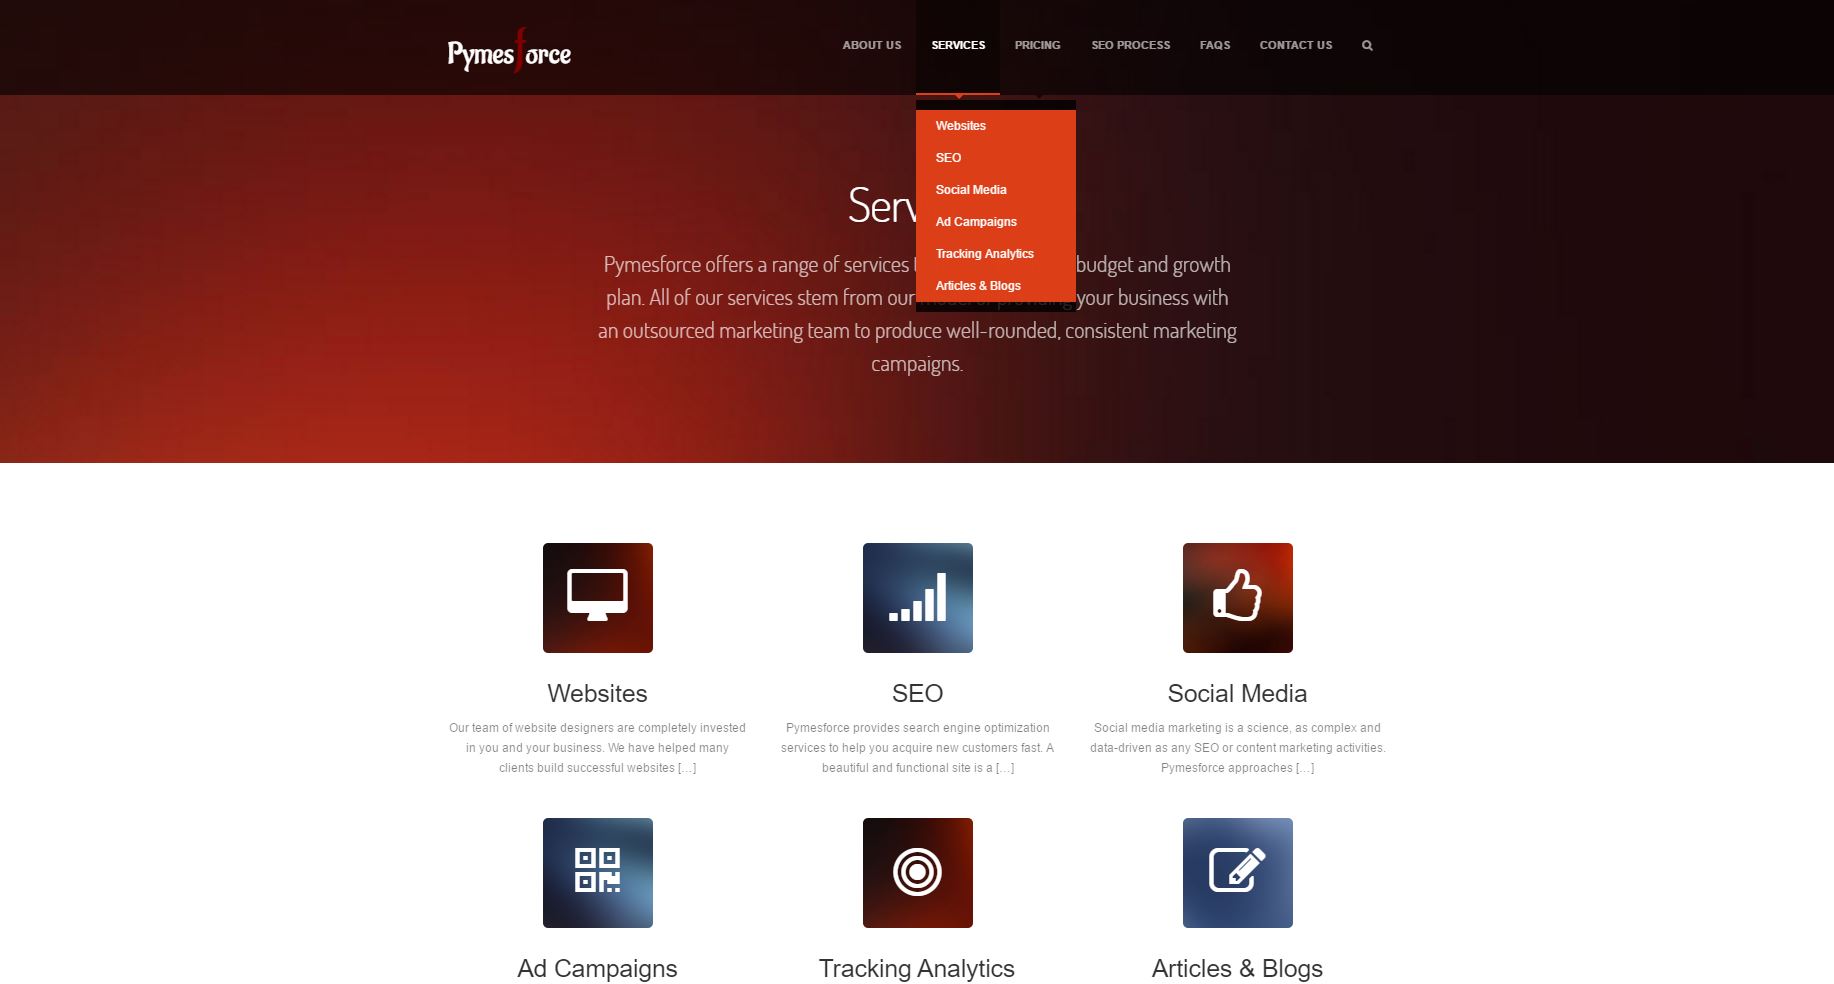 Pymesforce
ABOUT US SERVICES PRICING SEO PROCESS FAQS CONTACT US
Websites
SEO
Social Media
Ad Campaigns
Tracking Analytics
Articles & Blogs
Pymesforce offers a range of services budget and growth
plan. All of our services stem from our model of providing your business with
an outsourced marketing team to produce well-rounded, consistent marketing
campaigns.
Websites
Our team of website designers are completely invested
in you and your business. We have helped many
clients build successful websites [...]
SEO
Pymesforce provides search engine optimization
services to help you acquire new customers fast. A
beautiful and functional site is a [...]
Social Media
Social media marketing is a science, as complex and
data-driven as any SEO or content marketing activities.
Pymesforce approaches [...]
Ad Campaigns
Tracking Analytics
Articles & Blogs